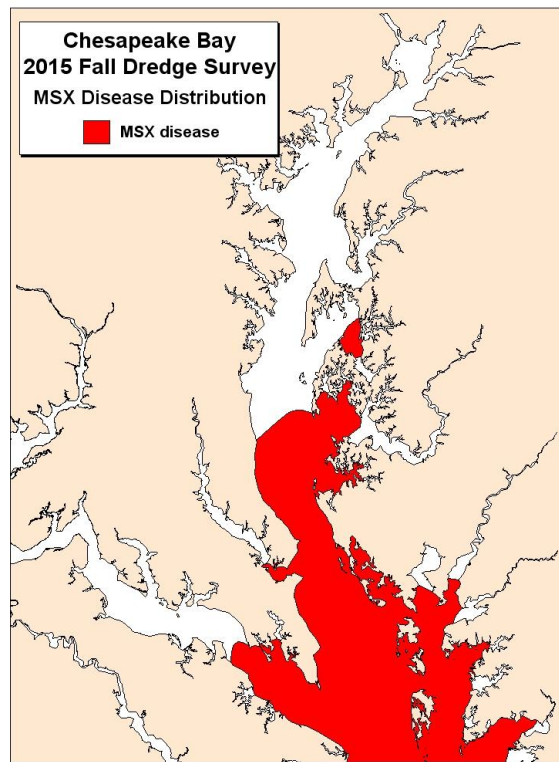 Chesapeake Bay
2015 Fall Dredge Survey
MSX Disease Distribution
MSX disease